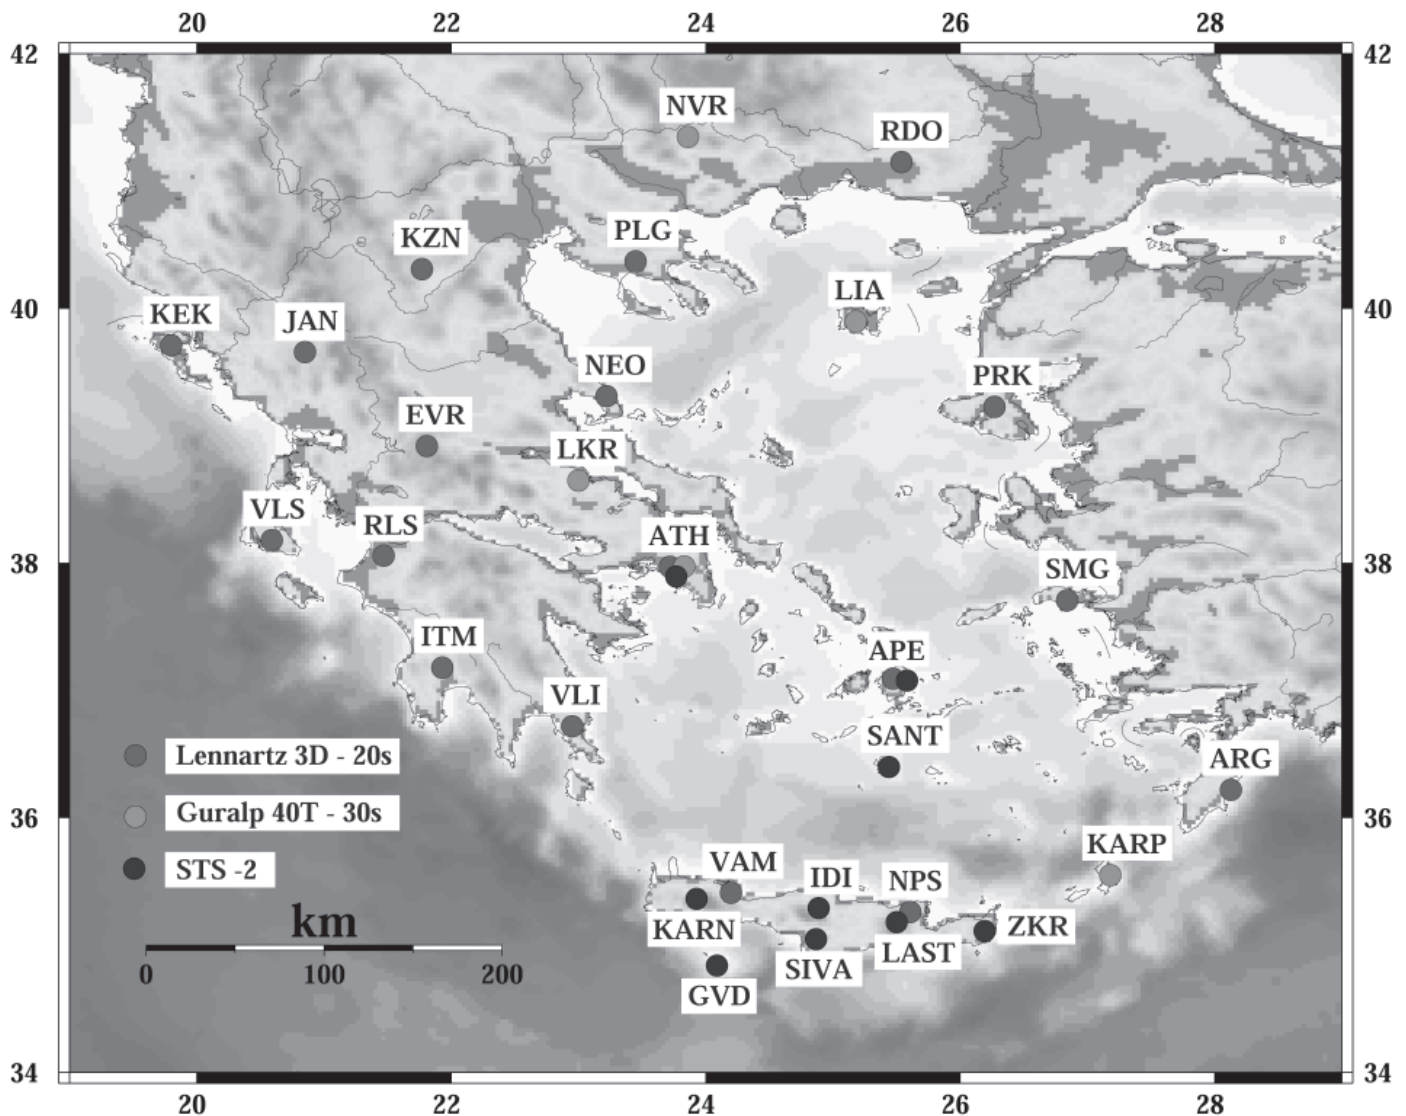 20 22 24 26 28
42 42
NVR
RDO
KZN
PLG
LIA
40 40
KEK
JAN
NEO
PRK
EVR
LKR
VLS
RLS
ATH
38 38
SMG
ITM
APE
VLI
SANT
Lennartz 3D - 20s
ARG
Guralp 40T - 30s
36 36
KARP
STS -2
VAM
IDI
NPS
km
KARN
ZKR
LAST
SIVA
0 100 200
GVD
34 34
20 22 24 26 28